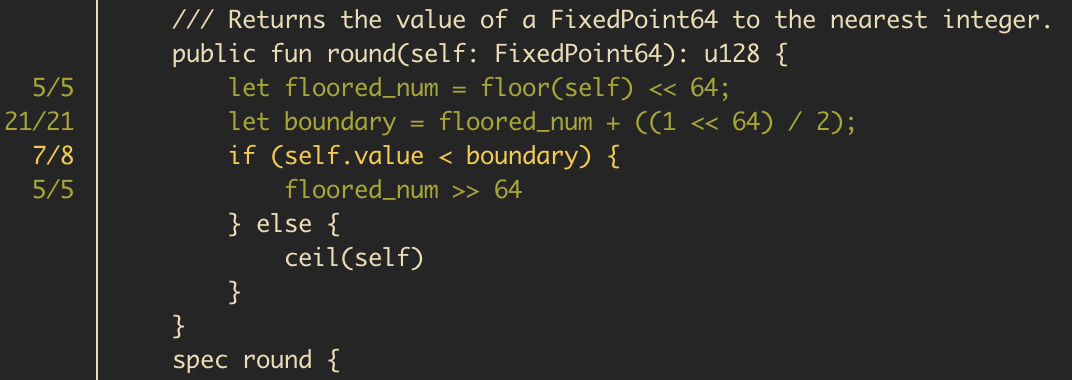 /// Returns the value of a FixedPoint64 to the nearest integer.
public fun round(self: FixedPoint64): u128 {
5/5 let floored_num = floor(self) << 64;
21/21 let boundary = floored_num + ((1 << 64) / 2);
7/8 if (self.value < boundary) {
5/5 floored_num >> 64
} else {
ceil(self)
}
}
spec round {